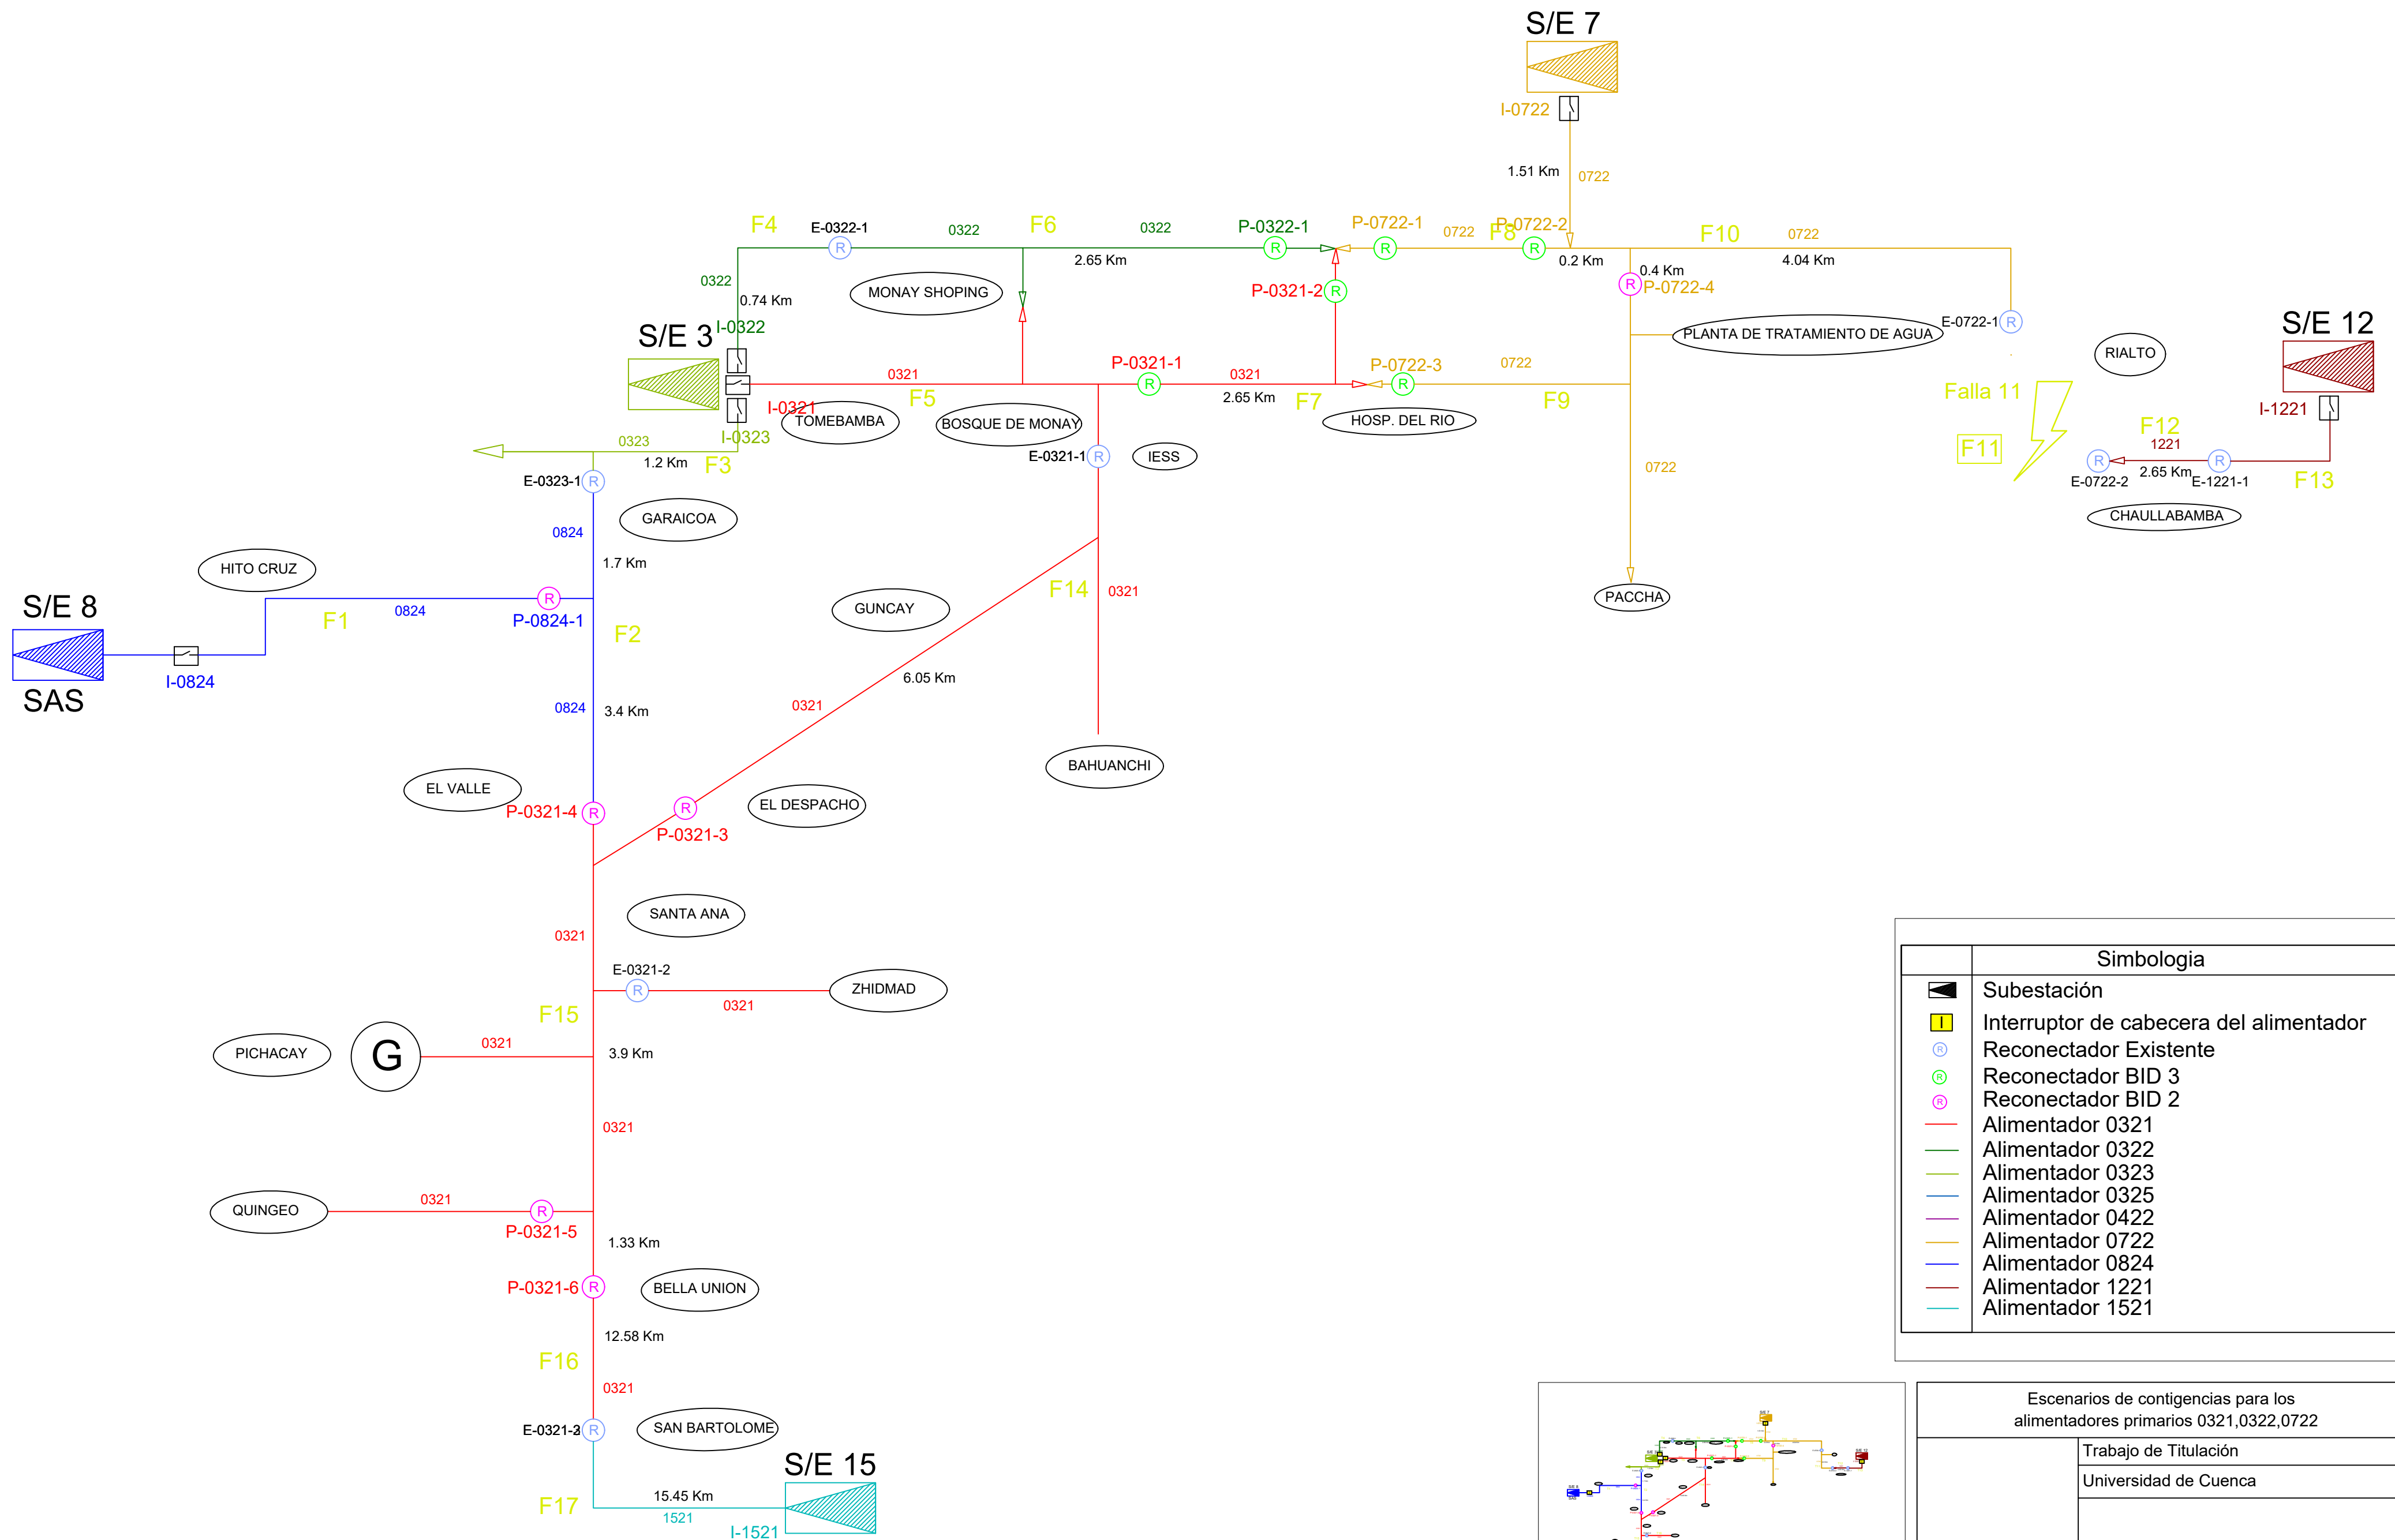 S/E 7
I-0722
1.51 Km
0722
F4
E-0322-1
0322
F6
0322
P-0322-1
P-0722-1
0722
F8
P-0722-2
F10
0722
2.65 Km
0.2 Km
0.4 Km
4.04 Km
0322
0.74 Km
MONAY SHOPING
P-0321-2
P-0722-4
S/E 3
I-0322
PLANTA DE TRATAMIENTO DE AGUA
E-0722-1
RIALTO
S/E 12
0321
P-0321-1
0321
P-0722-3
0722
I-0321
F5
2.65 Km
F7
F9
Falla 11
I-1221
TOMEBAMBA
BOSQUE DE MONAY
HOSP. DEL RIO
F12
I-0323
0323
1221
F11
1.2 Km
F3
E-0321-1
IESS
0722
2.65 Km
E-0323-1
E-0722-2
E-1221-1
F13
GARAICOA
CHAULLABAMBA
0824
1.7 Km
HITO CRUZ
F14
0321
S/E 8
F1
0824
P-0824-1
GUNCAY
PACCHA
F2
I-0824
SAS
0824
3.4 Km
6.05 Km
0321
BAHUANCHI
EL VALLE
P-0321-4
EL DESPACHO
P-0321-3
SANTA ANA
0321
E-0321-2
ZHIDMAD
F15
0321
PICHACAY
G
0321
3.9 Km
0321
QUINGEO
0321
P-0321-5
1.33 Km
P-0321-6
BELLA UNION
12.58 Km
F16
0321
SAN BARTOLOME
S/E 15
15.45 Km
F17
1521
I-1521
Simbologia
Subestación
I Interruptor de cabecera del alimentador
R Reconectador Existente
R Reconectador BID 3
R Reconectador BID 2
Alimentador 0321
Alimentador 0322
Alimentador 0323
Alimentador 0325
Alimentador 0422
Alimentador 0722
Alimentador 0824
Alimentador 1221
Alimentador 1521
Escenarios de contigencias para los
alimentadores primarios 0321,0322,0722
Trabajo de Titulación
Universidad de Cuenca